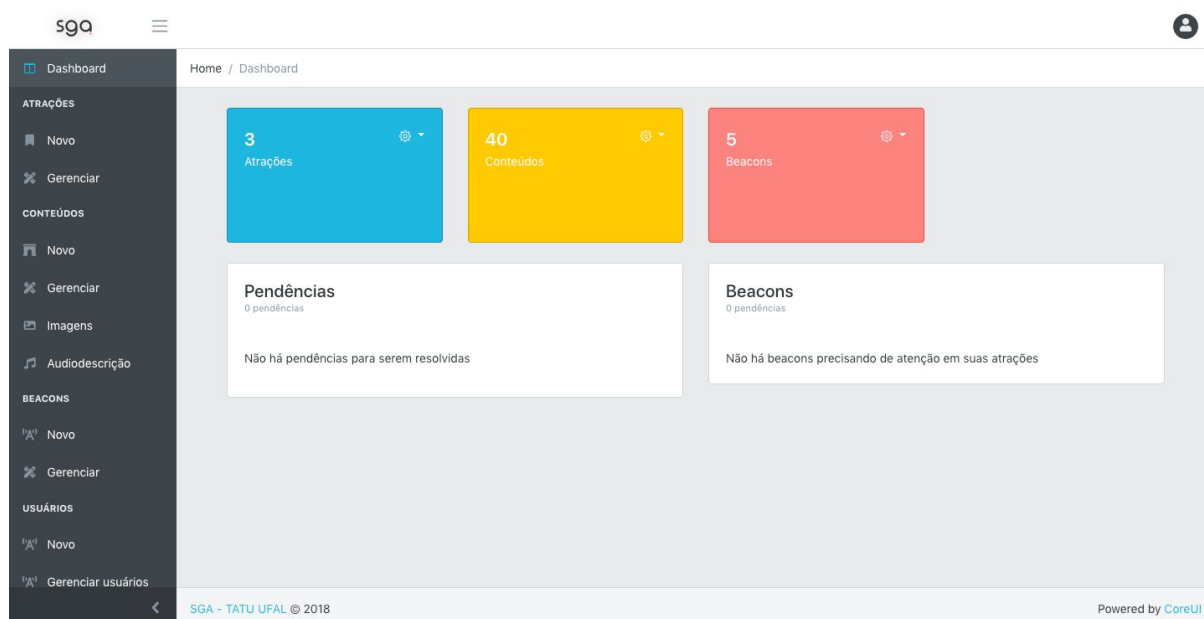 sga
Dashboard
Home / Dashboard
ATRAÇÕES
Novo
Gerenciar
CONTEÚDOS
Novo
Gerenciar
Imagens
Audiodescrição
BEACONS
Novo
Gerenciar
USUÁRIOS
Novo
Gerenciar usuários
3
Atrações
40
Conteúdos
5
Beacons
Pendências
0 pendências
Não há pendências para serem resolvidas
Beacons
0 pendências
Não há beacons precisando de atenção em suas atrações
SGA - TATU UFAL © 2018
Powered by CoreUI